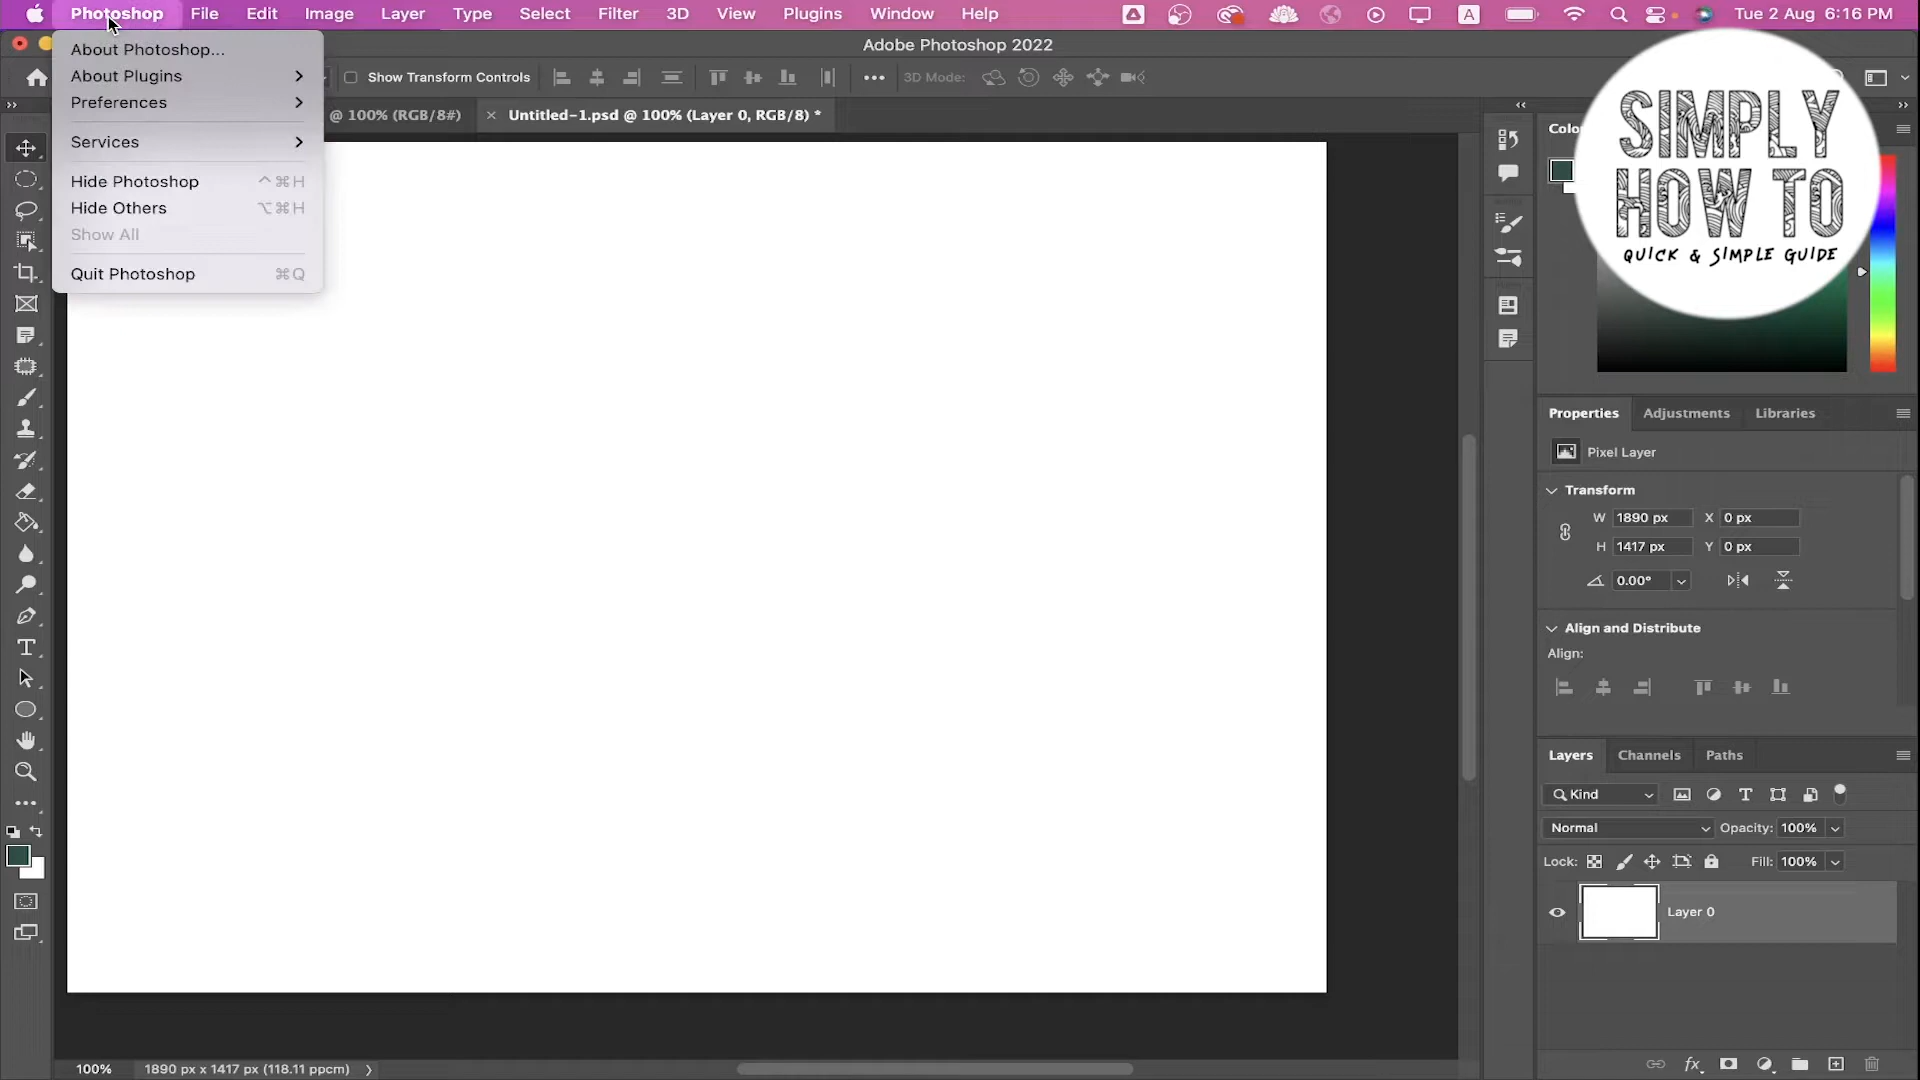 Photoshop File Edit Image Layer Type Select Filter 3D View Plugins Window Help A Tue 2 Aug 6:16 PM
Adobe Photoshop 2022
About Photoshop...
About Plugins
Preferences
Services
Hide Photoshop ^⌘H
Hide Others ⌥⌘H
Show All
Quit Photoshop ⌘Q
Show Transform Controls
3D Mode:
@ 100% (RGB/8#)
Untitled-1.psd @ 100% (Layer 0, RGB/8) *
SIMPLY
HOW TO
QUICK & SIMPLE GUIDE
Colo
Properties Adjustments Libraries
Pixel Layer
Transform
W 1890 px X 0 px
H 1417 px Y 0 px
0.00°
Align and Distribute
Align:
Layers Channels Paths
Kind
Normal Opacity: 100%
Lock: Fill: 100%
Layer 0
fx
100% 1890 px x 1417 px (118.11 ppcm)